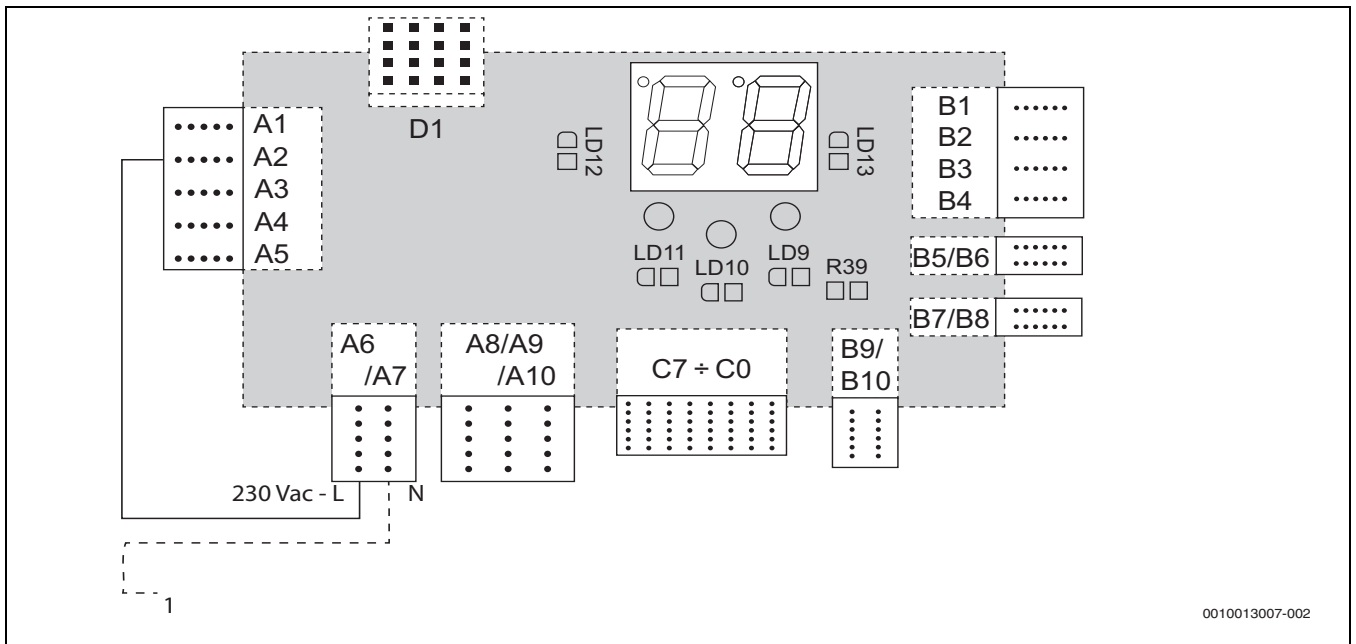 D1
A1
A2
A3
A4
A5
LD12
LD13
LD11
LD10
LD9
R39
B1
B2
B3
B4
B5/B6
B7/B8
A6
/A7
A8/A9
/A10
C7 ÷ C0
B9/
B10
230 Vac - L
N
1
0010013007-002